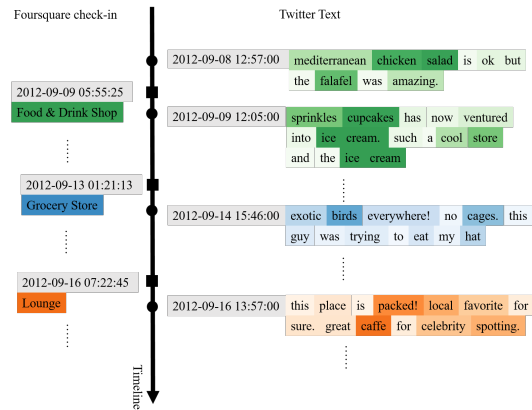 Foursquare check-in
Twitter Text
2012-09-08 12:57:00
mediterranean chicken salad is ok but
the falafel was amazing.
2012-09-09 05:55:25
Food & Drink Shop
2012-09-09 12:05:00
sprinkles cupcakes has now ventured
into ice cream. such a cool store
and the ice cream
2012-09-13 01:21:13
Grocery Store
2012-09-14 15:46:00
exotic birds everywhere! no cages. this
guy was trying to eat my hat
2012-09-16 07:22:45
Lounge
2012-09-16 13:57:00
this place is packed! local favorite for
sure. great caffe for celebrity spotting.
Timeline